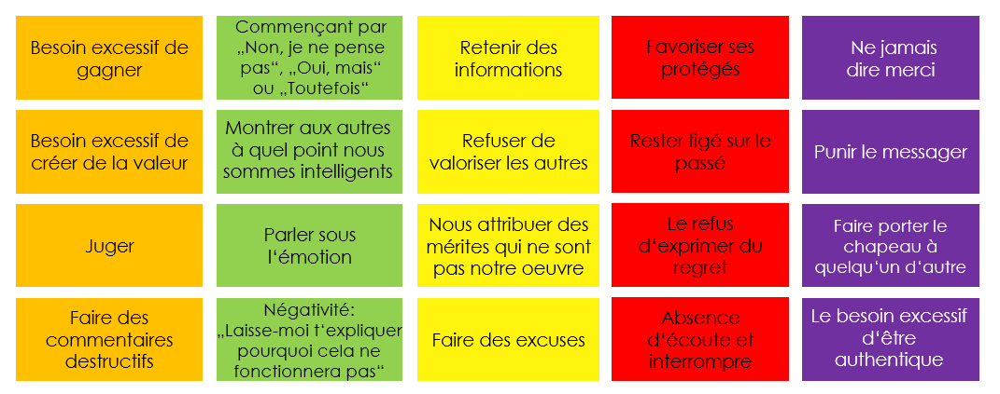 Besoin excessif de
gagner
Commençant par
„Non, je ne pense
pas“, „Oui, mais“
ou „Toutefois“
Retenir des
informations
Favoriser ses
protégés
Ne jamais
dire merci
Besoin excessif de
créer de la valeur
Montrer aux autres
à quel point nous
sommes intelligents
Refuser de
valoriser les autres
Rester figé sur le
passé
Punir le messager
Juger
Parler sous
l‘émotion
Nous attribuer des
mérites qui ne sont
pas notre oeuvre
Le refus
d‘exprimer du
regret
Faire porter le
chapeau à
quelqu‘un d‘autre
Faire des
commentaires
destructifs
Négativité:
„Laisse-moi t‘expliquer
pourquoi cela ne
fonctionnera pas“
Faire des excuses
Absence
d‘écoute et
interrompre
Le besoin excessif
d‘être
authentique